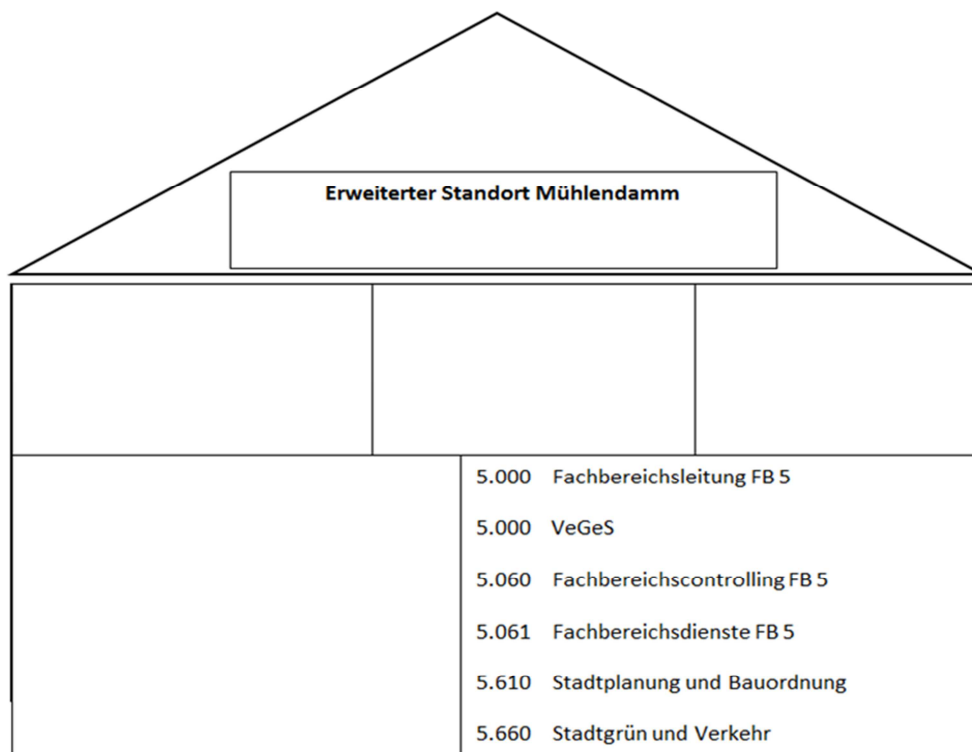 Erweiterter Standort Mühlendamm
5.000 Fachbereichsleitung FB 5
5.000 VeGeS
5.060 Fachbereichscontrolling FB 5
5.061 Fachbereichsdienste FB 5
5.610 Stadtplanung und Bauordnung
5.660 Stadtgrün und Verkehr